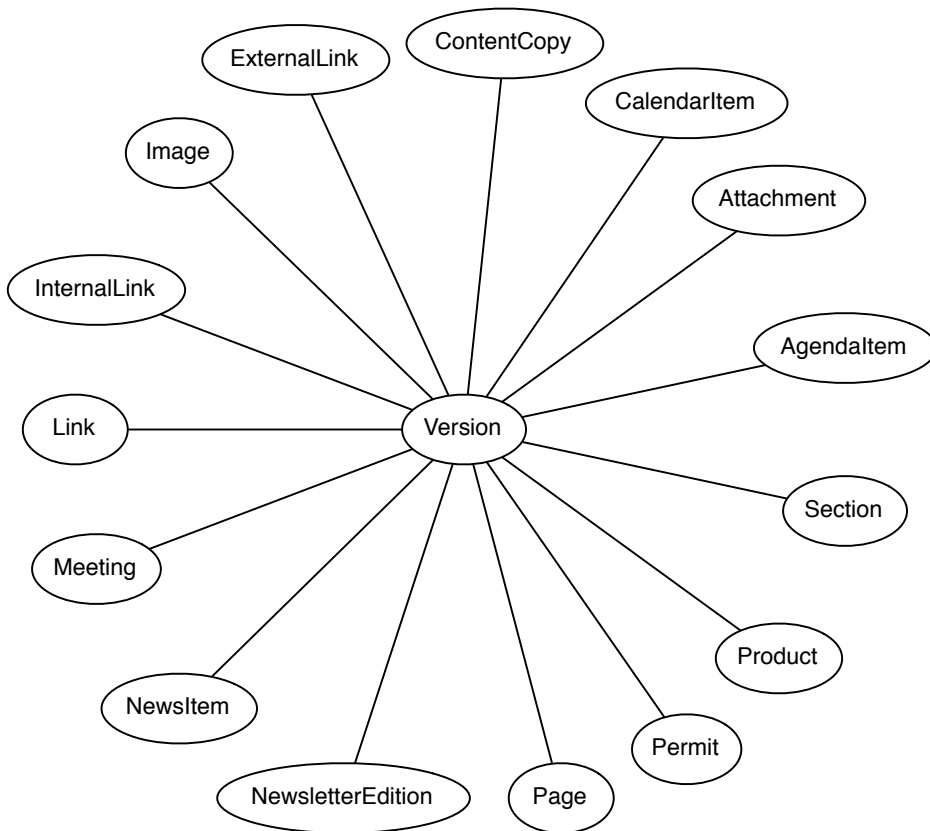 ContentCopy
ExternalLink
CalendarItem
Image
Attachment
InternalLink
AgendaItem
Link
Version
Section
Meeting
Product
NewsItem
Permit
NewsletterEdition
Page